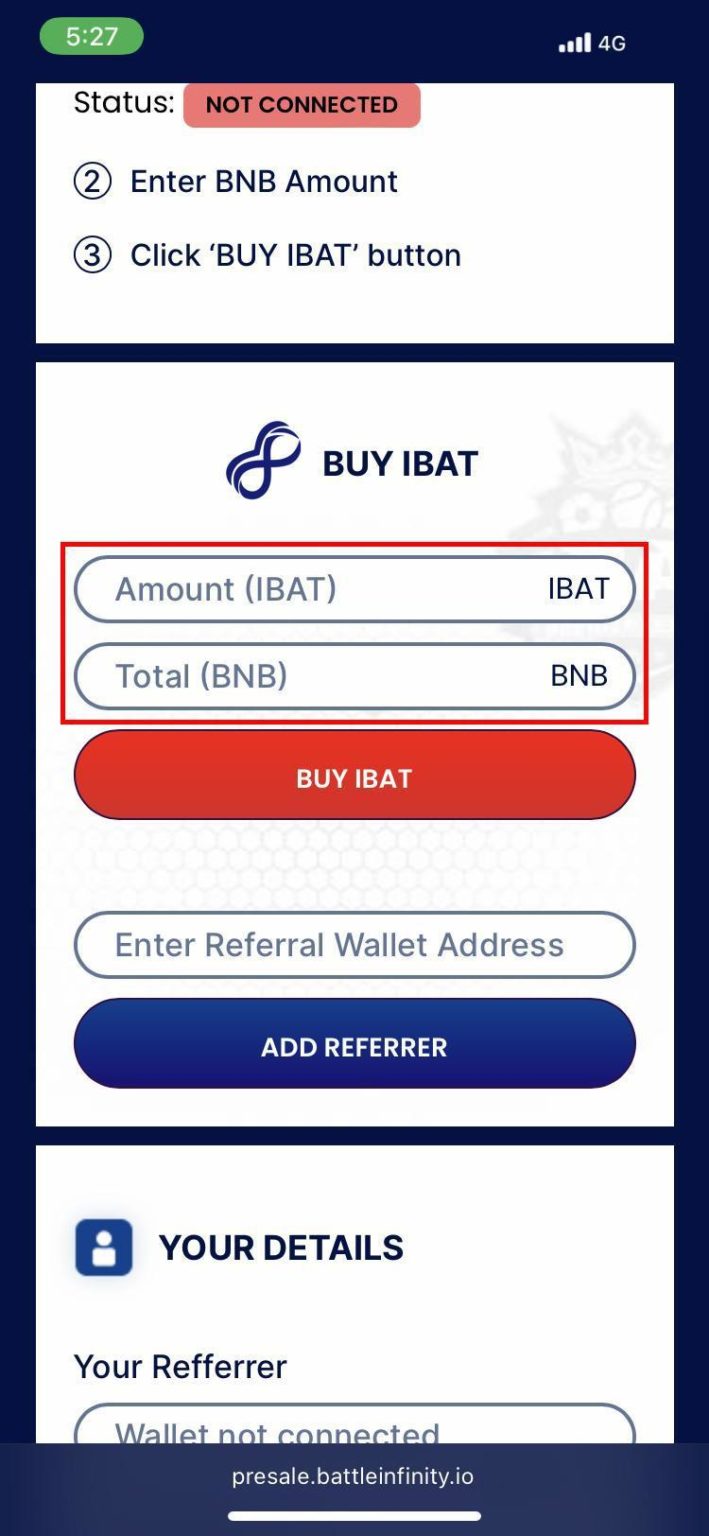 5:27
4G
Status: NOT CONNECTED
② Enter BNB Amount
③ Click ‘BUY IBAT’ button
BUY IBAT
Amount (IBAT) IBAT
Total (BNB) BNB
BUY IBAT
Enter Referral Wallet Address
ADD REFERRER
YOUR DETAILS
Your Refferrer
Wallet not connected
presale.battleinfinity.io